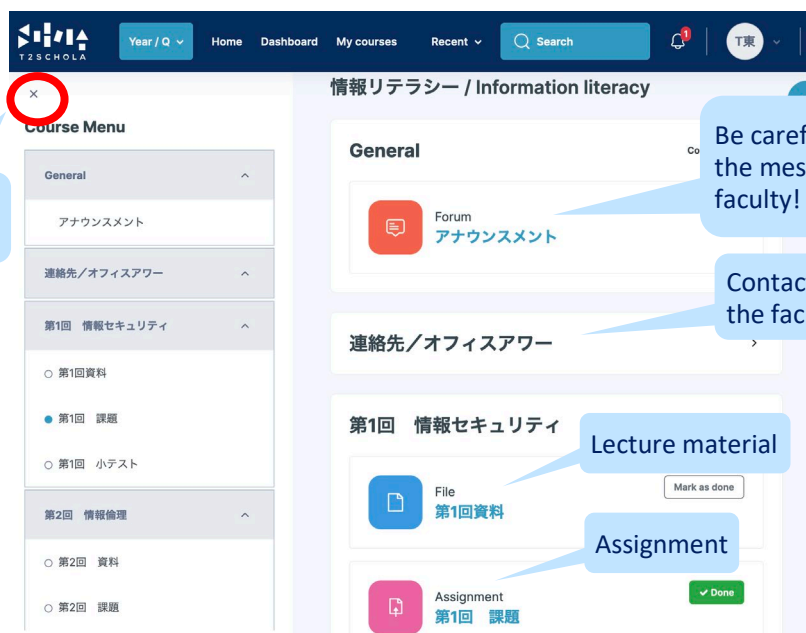 T2SCHOLA
Year / Q
Home
Dashboard
My courses
Recent
Search
1
T東
×
Course Menu
General
アナウンスメント
連絡先／オフィスアワー
第1回 情報セキュリティ
第1回資料
第1回 課題
第1回 小テスト
第2回 情報倫理
第2回 資料
第2回 課題
情報リテラシー / Information literacy
General
Forum
アナウンスメント
連絡先／オフィスアワー
第1回 情報セキュリティ
File
第1回資料
Mark as done
Assignment
第1回 課題
Done
Be
the
faculty!
the
Lecture material
Assignment